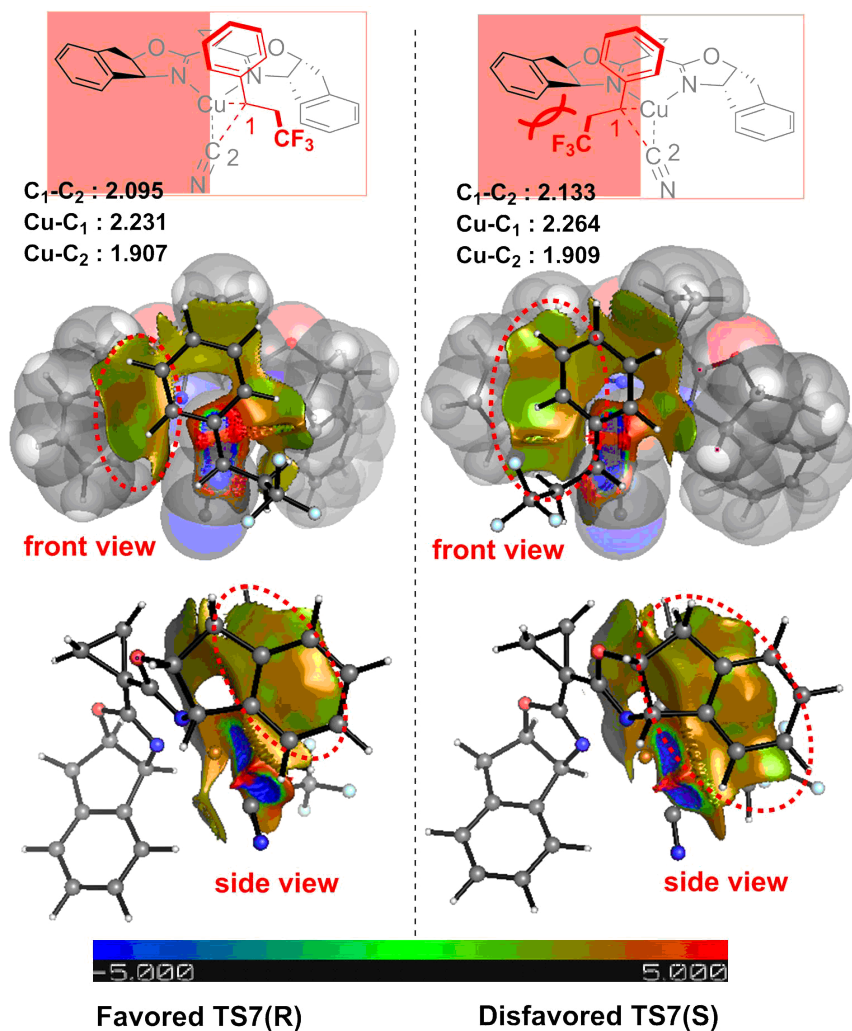 O
O
N
N
Cu
1
C
2
CF₃
N
C₁-C₂ : 2.095
Cu-C₁ : 2.231
Cu-C₂ : 1.907
O
O
N
N
Cu
1
F₃C
C
2
N
C₁-C₂ : 2.133
Cu-C₁ : 2.264
Cu-C₂ : 1.909
front view
front view
side view
side view
-5.000
5.000
Favored TS7(R)
Disfavored TS7(S)